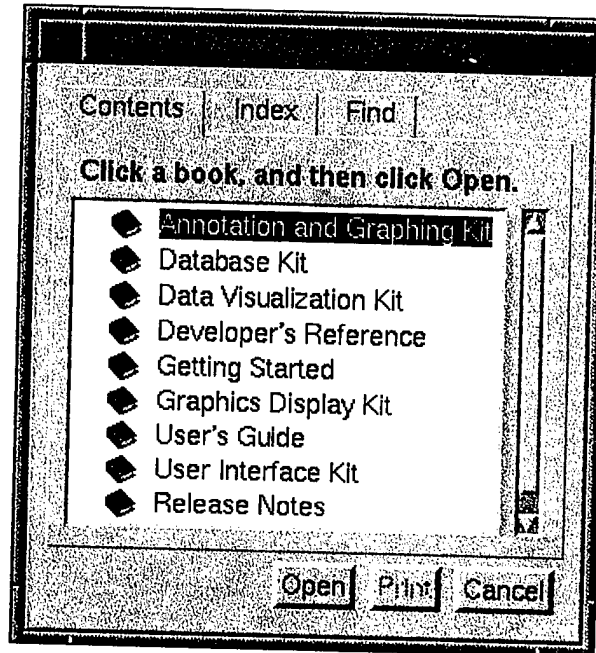 Contents Index Find
Click a book, and then click Open.
Annotation and Graphing Kit
Database Kit
Data Visualization Kit
Developer's Reference
Getting Started
Graphics Display Kit
User's Guide
User Interface Kit
Release Notes
Open Print Cancel